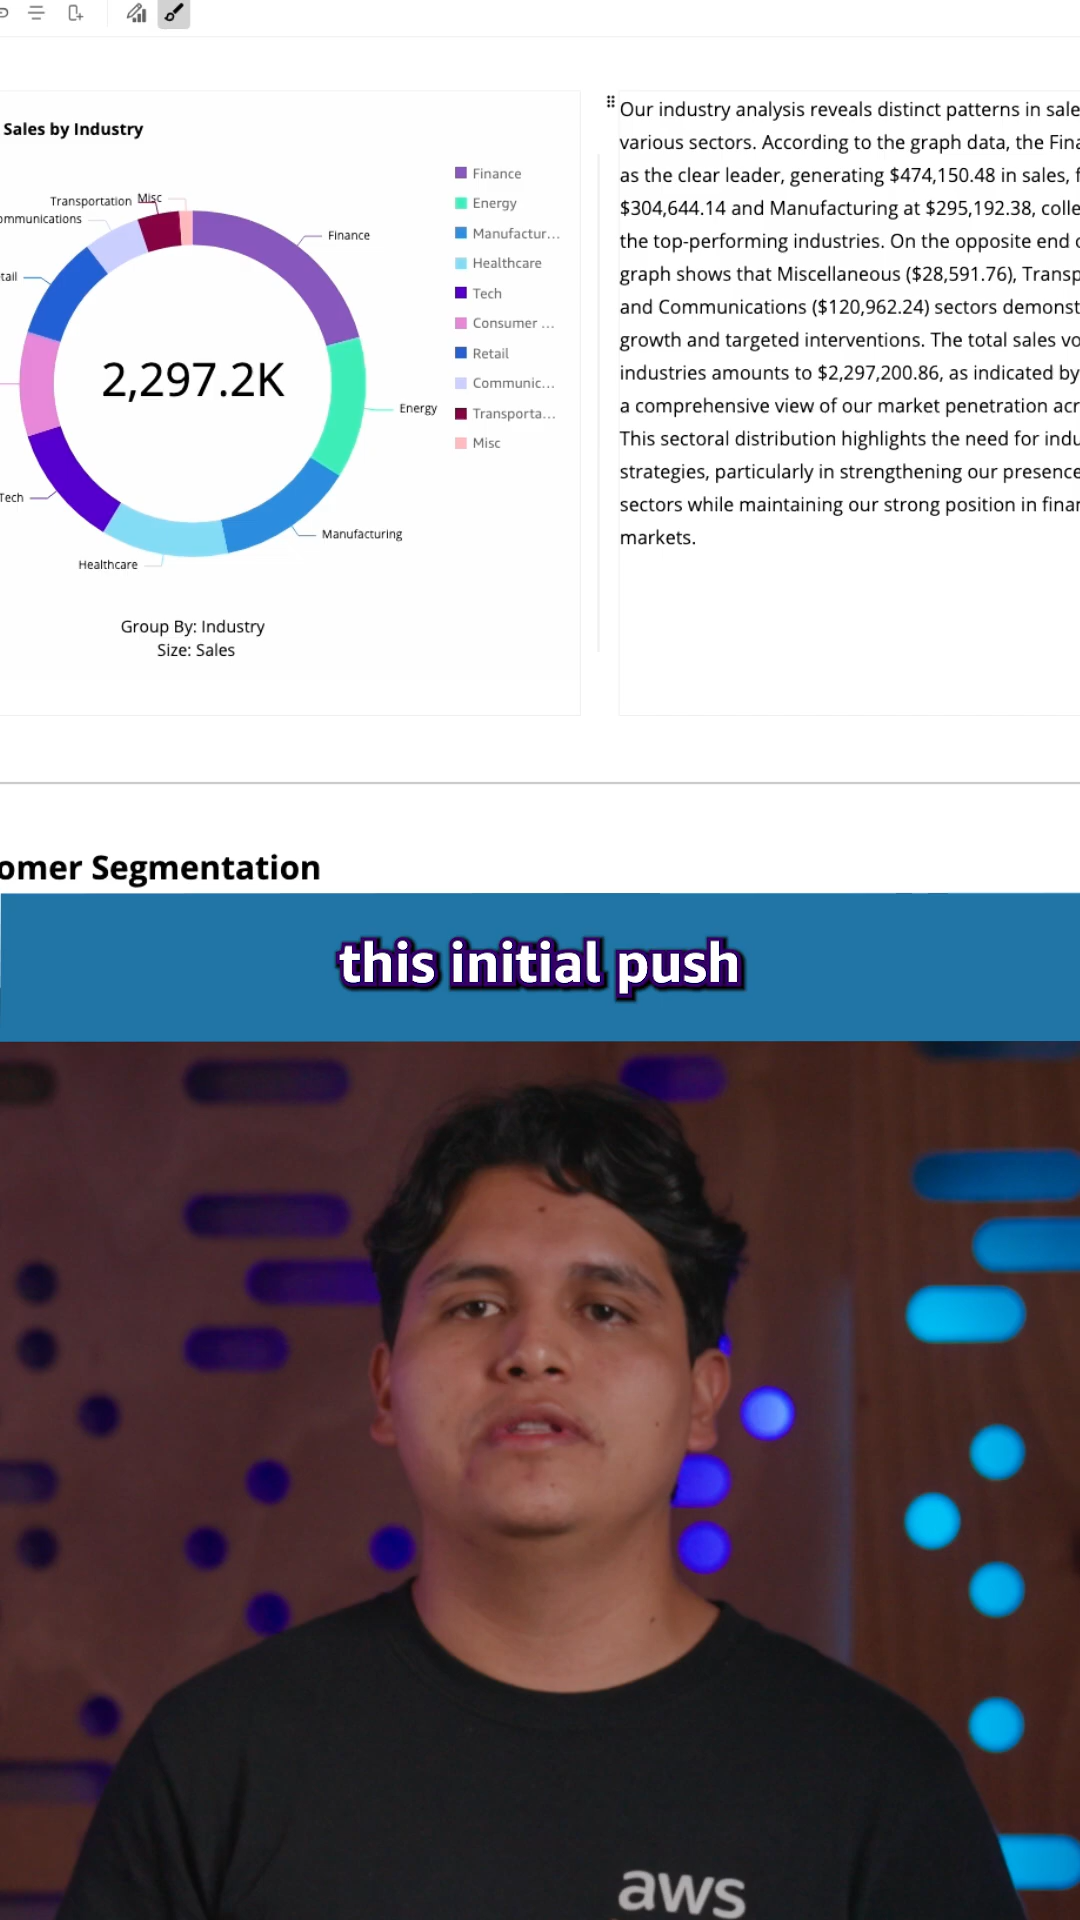 Sales by Industry
Transportation
Misc
ommunications
Finance
tail
2,297.2K
Energy
Tech
Manufacturing
Healthcare
Group By: Industry
Size: Sales
Finance
Energy
Manufactur...
Healthcare
Tech
Consumer ...
Retail
Communic...
Transporta...
Misc
Our industry analysis reveals distinct patterns in sale
various sectors. According to the graph data, the Fina
as the clear leader, generating $474,150.48 in sales, f
$304,644.14 and Manufacturing at $295,192.38, colle
the top-performing industries. On the opposite end o
graph shows that Miscellaneous ($28,591.76), Transp
and Communications ($120,962.24) sectors demonst
growth and targeted interventions. The total sales vo
industries amounts to $2,297,200.86, as indicated by
a comprehensive view of our market penetration acr
This sectoral distribution highlights the need for indu
strategies, particularly in strengthening our presence
sectors while maintaining our strong position in finan
markets.
omer Segmentation
this initial push
aws